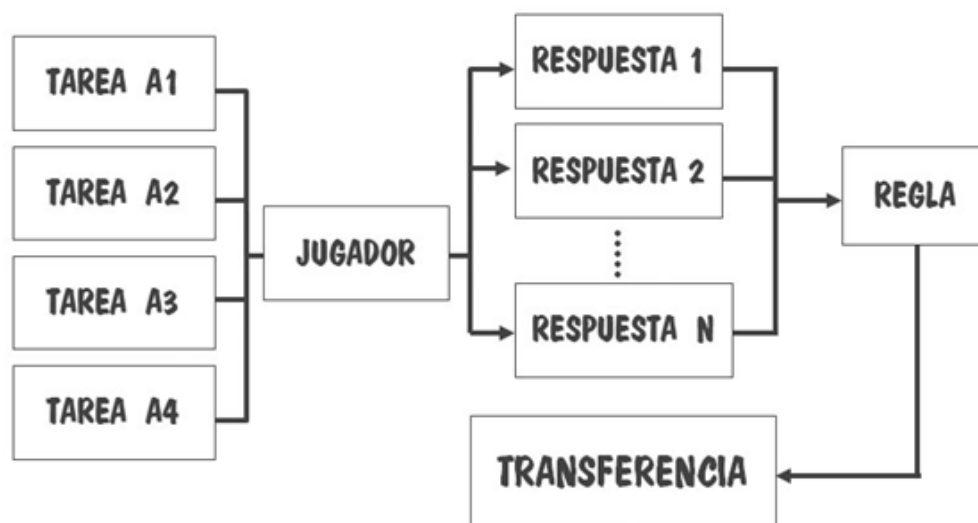 TAREA A1
TAREA A2
TAREA A3
TAREA A4
JUGADOR
RESPUESTA 1
RESPUESTA 2
RESPUESTA N
REGLA
TRANSFERENCIA